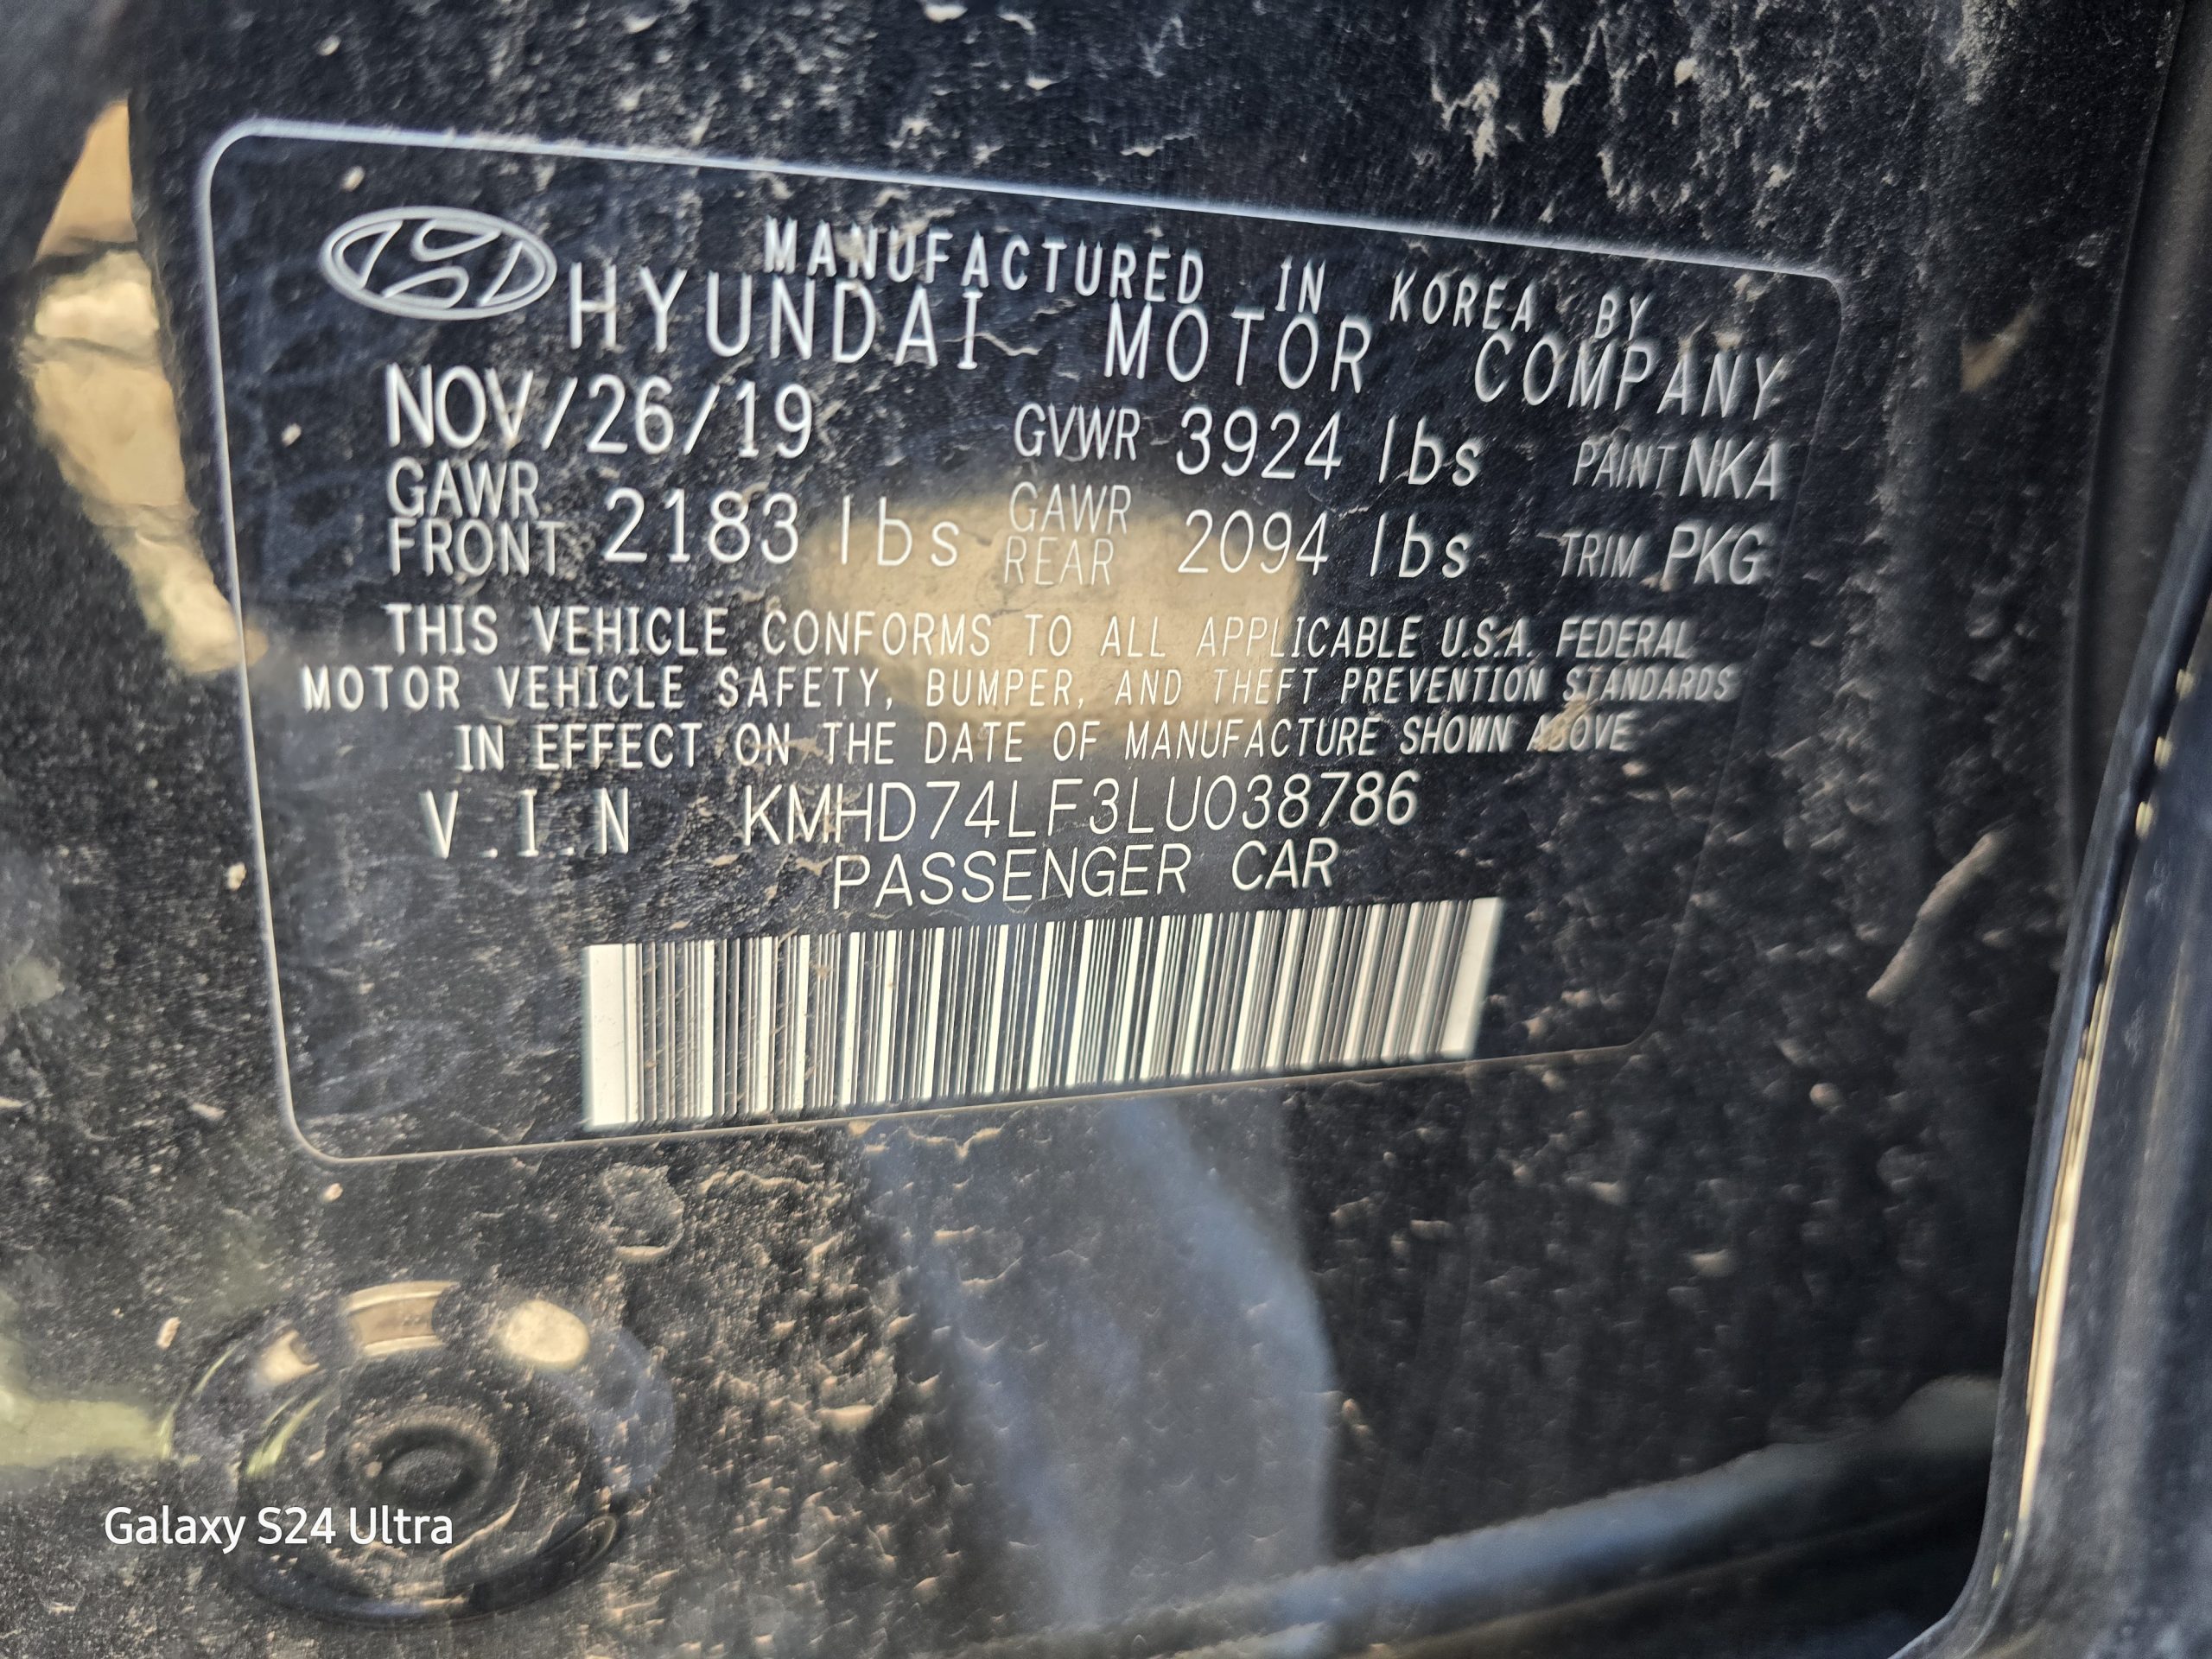 MANUFACTURED IN KOREA BY
HYUNDAI MOTOR COMPANY
NOV/26/19 GVWR 3924 lbs PAINT NKA
GAWR FRONT 2183 lbs GAWR REAR 2094 lbs TRIM PKG
THIS VEHICLE CONFORMS TO ALL APPLICABLE U.S.A. FEDERAL
MOTOR VEHICLE SAFETY, BUMPER, AND THEFT PREVENTION STANDARDS
IN EFFECT ON THE DATE OF MANUFACTURE SHOWN ABOVE
V.I.N KMHD74LF3LU038786
PASSENGER CAR
Galaxy S24 Ultra